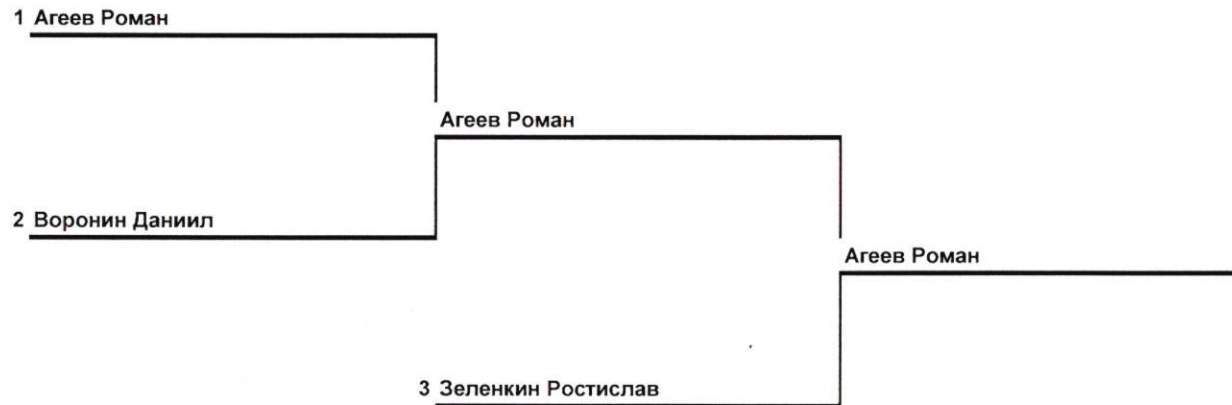 1 Агеев Роман
Агеев Роман
2 Воронин Даниил
Агеев Роман
3 Зеленкин Ростислав